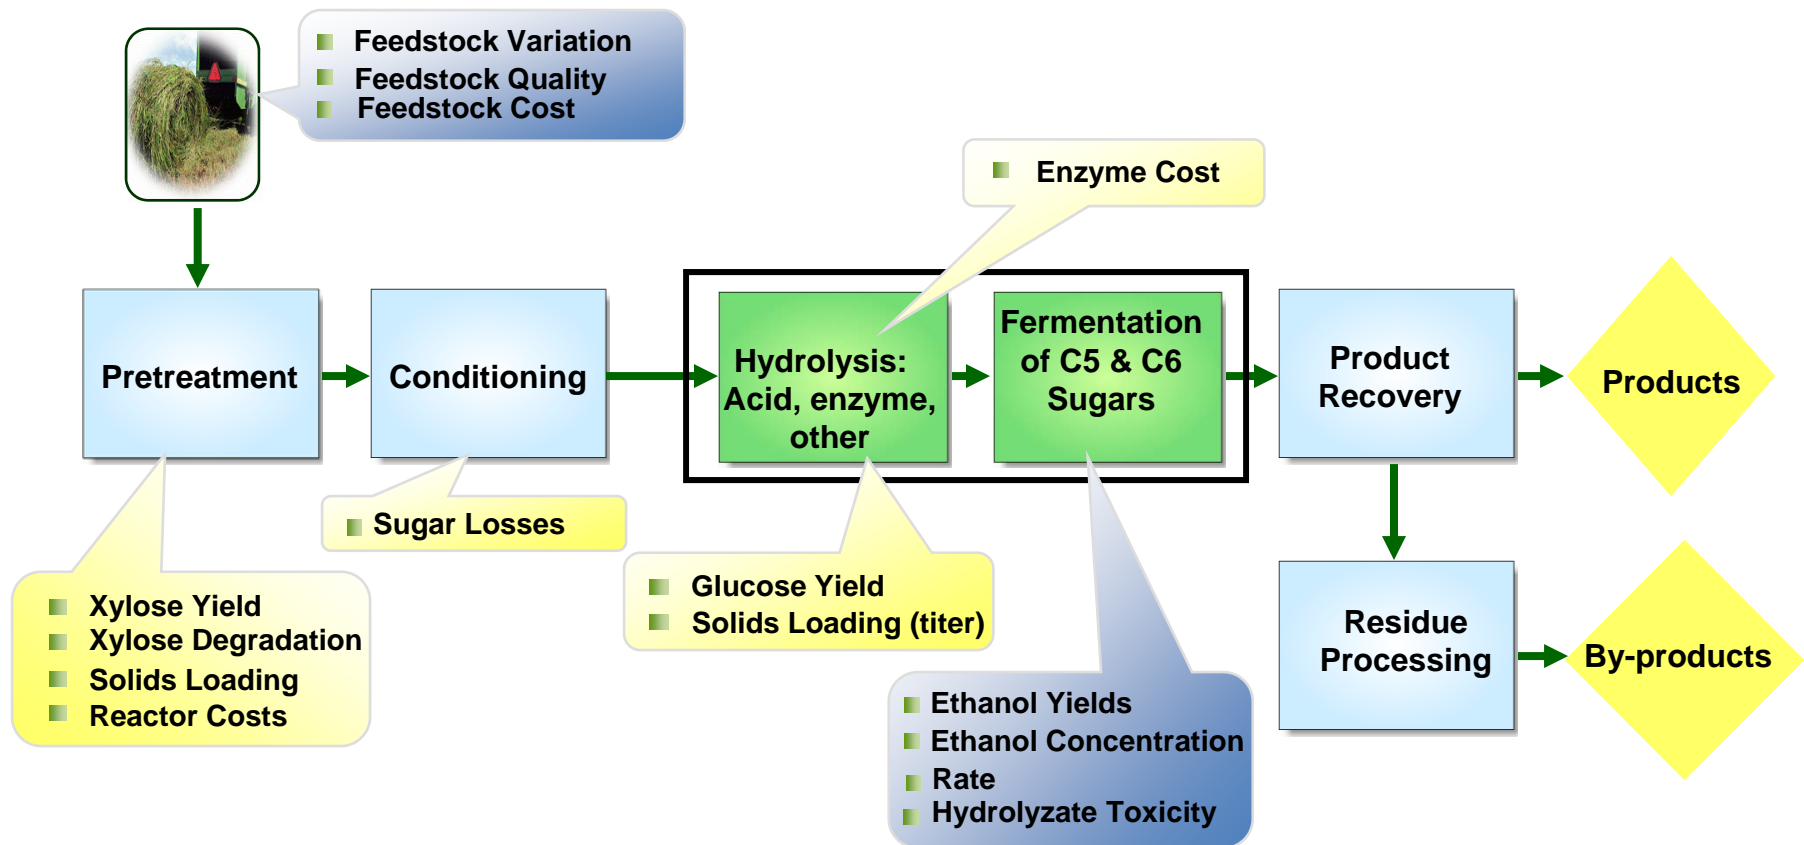 Feedstock Variation
Feedstock Quality
Feedstock Cost
Enzyme Cost
Pretreatment
Conditioning
Hydrolysis:
Acid, enzyme,
other
Fermentation
of C5 & C6
Sugars
Product
Recovery
Products
Sugar Losses
Xylose Yield
Xylose Degradation
Solids Loading
Reactor Costs
Glucose Yield
Solids Loading (titer)
Ethanol Yields
Ethanol Concentration
Rate
Hydrolyzate Toxicity
Residue
Processing
By-products